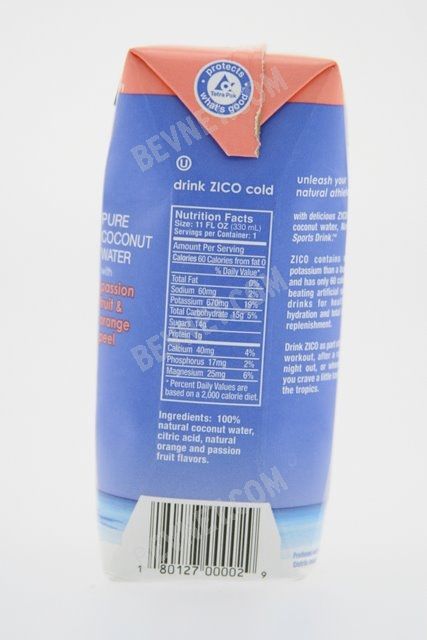 protects
what's good
Tetra Pak
U
drink ZICO cold
Nutrition Facts
Size: 11 FL OZ (330 mL)
Servings per Container: 1
Amount Per Serving
Calories 60 Calories from fat 0
% Daily Value*
Total Fat 0%
Sodium 60mg 2%
Potassium 670mg 19%
Total Carbohydrate 15g 5%
Sugars 14g
Protein 1g
Calcium 40mg 4%
Phosphorus 17mg 2%
Magnesium 25mg 6%
*Percent Daily Values are
based on a 2,000 calorie diet.
Ingredients: 100%
natural coconut water,
citric acid, natural
orange and passion
fruit flavors.
PURE
COCONUT
WATER
with
passion
fruit &
orange
peel
unleash your
natural
with delicious ZICO
coconut water,
Sports Drink.™
ZICO contains
potassium than a
and has only 60
beating artificial
drinks for
hydration and
replenishment.
Drink ZICO as part
workout, after a
night out, or
you crave a little
the tropics.
1 80127 00002 9
BEVNET.COM
BEVNET.COM
BEVNET.COM